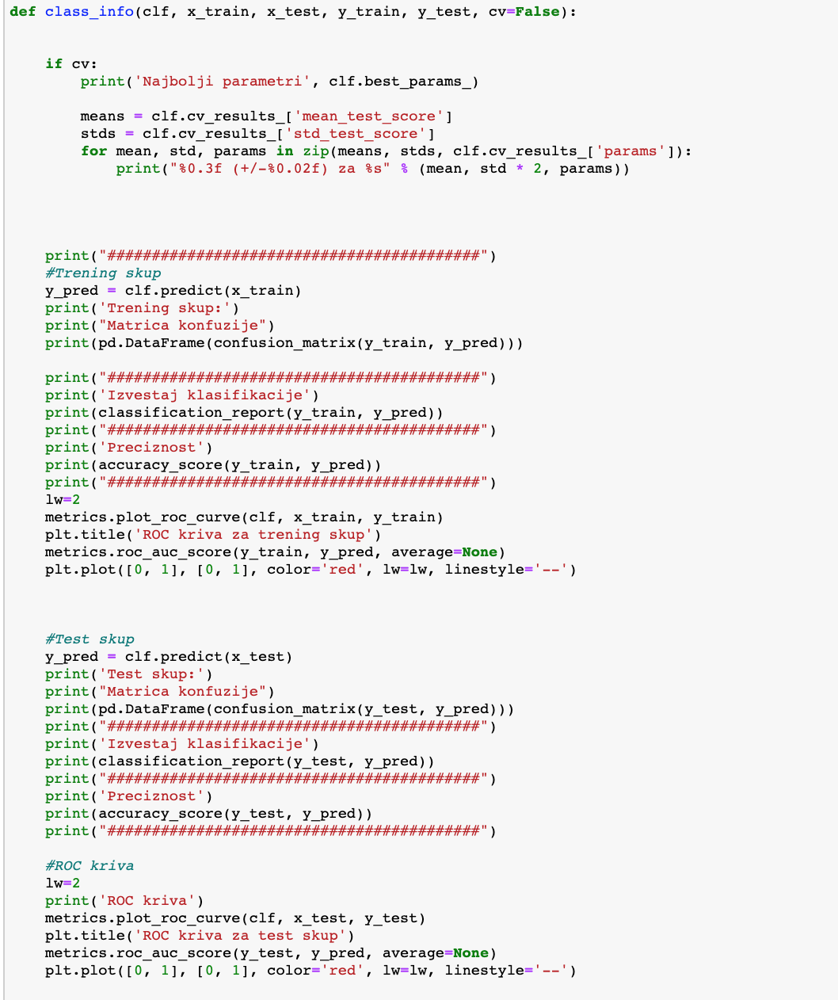 def class_info(clf, x_train, x_test, y_train, y_test, cv=False):
    if cv:
        print('Najbolji parametri', clf.best_params_)
        means = clf.cv_results_['mean_test_score']
        stds = clf.cv_results_['std_test_score']
        for mean, std, params in zip(means, stds, clf.cv_results_['params']):
            print("%0.3f (+/-%0.02f) za %s" % (mean, std * 2, params))
    print("##########################################")
    #Trening skup
    y_pred = clf.predict(x_train)
    print('Trening skup:')
    print("Matrica konfuzije")
    print(pd.DataFrame(confusion_matrix(y_train, y_pred)))
    print("##########################################")
    print('Izvestaj klasifikacije')
    print(classification_report(y_train, y_pred))
    print("##########################################")
    print('Preciznost')
    print(accuracy_score(y_train, y_pred))
    print("##########################################")
    lw=2
    metrics.plot_roc_curve(clf, x_train, y_train)
    plt.title('ROC kriva za trening skup')
    metrics.roc_auc_score(y_train, y_pred, average=None)
    plt.plot([0, 1], [0, 1], color='red', lw=lw, linestyle='--')
    #Test skup
    y_pred = clf.predict(x_test)
    print('Test skup:')
    print("Matrica konfuzije")
    print(pd.DataFrame(confusion_matrix(y_test, y_pred)))
    print("##########################################")
    print('Izvestaj klasifikacije')
    print(classification_report(y_test, y_pred))
    print("##########################################")
    print('Preciznost')
    print(accuracy_score(y_test, y_pred))
    print("##########################################")
    #ROC kriva
    lw=2
    print('ROC kriva')
    metrics.plot_roc_curve(clf, x_test, y_test)
    plt.title('ROC kriva za test skup')
    metrics.roc_auc_score(y_test, y_pred, average=None)
    plt.plot([0, 1], [0, 1], color='red', lw=lw, linestyle='--')